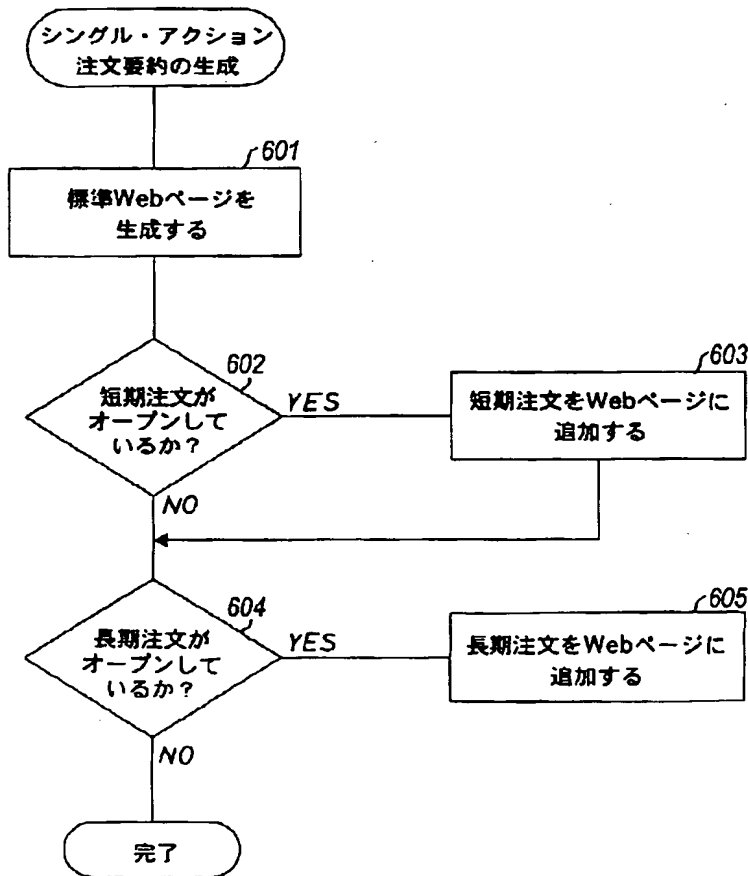 シングル・アクション
注文要約の生成
601
標準Webページを
生成する
602
短期注文が
オープンして
いるか?
YES
NO
603
短期注文をWebページに
追加する
604
長期注文が
オープンして
いるか?
YES
NO
605
長期注文をWebページに
追加する
完了